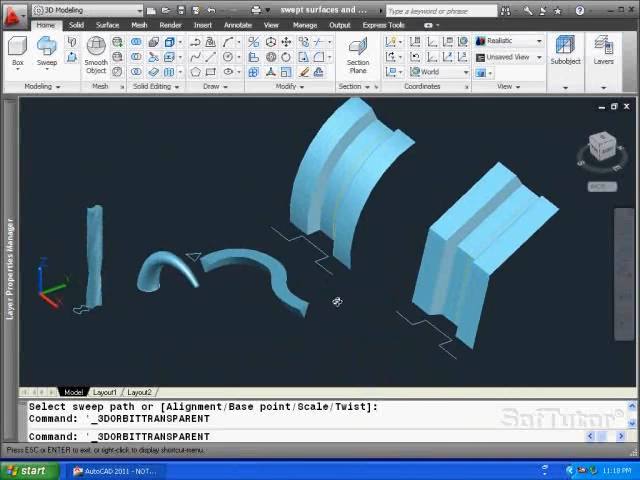 3D Modeling
swept surfaces and ...
Type a keyword or phrase
Home
Solid
Surface
Mesh
Render
Insert
Annotate
View
Manage
Output
Express Tools
Box
Sweep
Smooth Object
Section Plane
World
Realistic
Unsaved View
Subobject
Layers
Modeling
Mesh
Solid Editing
Draw
Modify
Section
Coordinates
View
Layer Properties Manager
Z
Model
Layout1
Layout2
Select sweep path or [Alignment/Base point/Scale/Twist]:
Command: '_3DORBITTRANSPARENT
Command: '_3DORBITTRANSPARENT
SofTutor
Press ESC or ENTER to exit, or right-click to display shortcut-menu.
start
AutoCAD 2011 - NOT...
11:18 PM